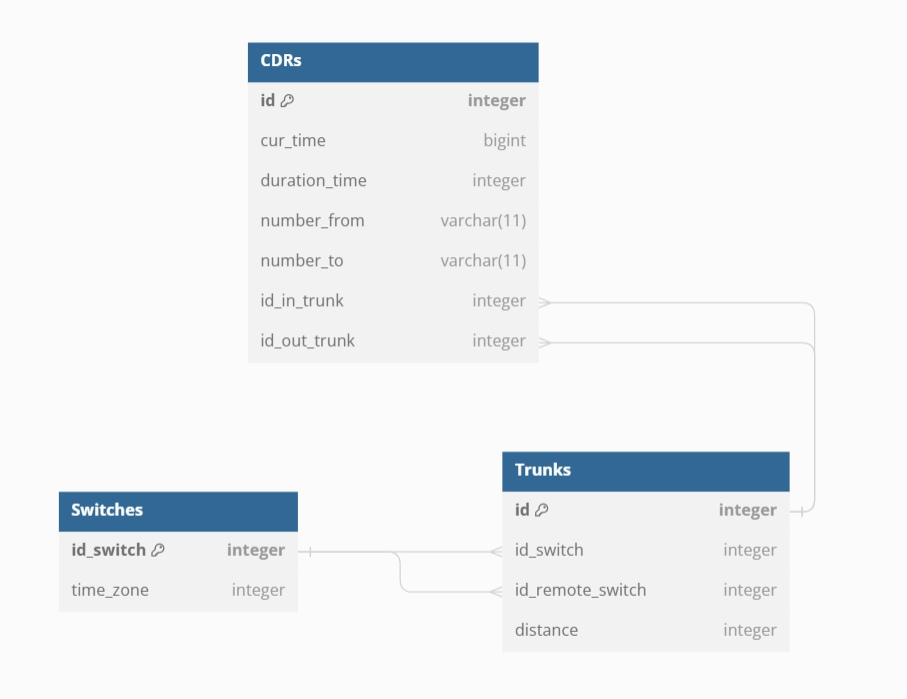 CDRs
id integer
cur_time bigint
duration_time integer
number_from varchar(11)
number_to varchar(11)
id_in_trunk integer
id_out_trunk integer
Trunks
id integer
id_switch integer
id_remote_switch integer
distance integer
Switches
id_switch integer
time_zone integer